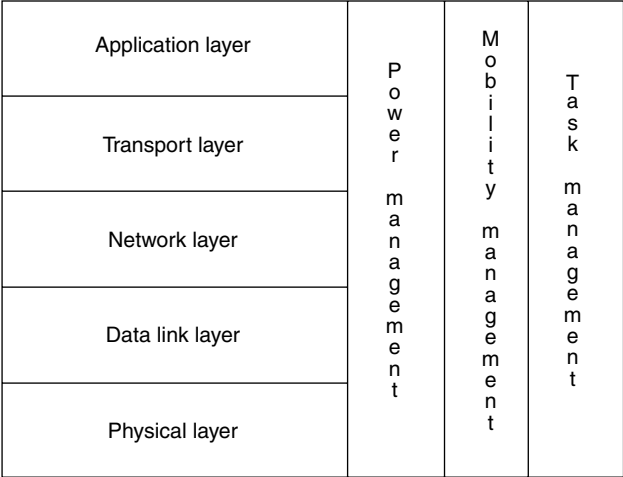 Application layer
Transport layer
Network layer
Data link layer
Physical layer
Power management
Mobility management
Task management